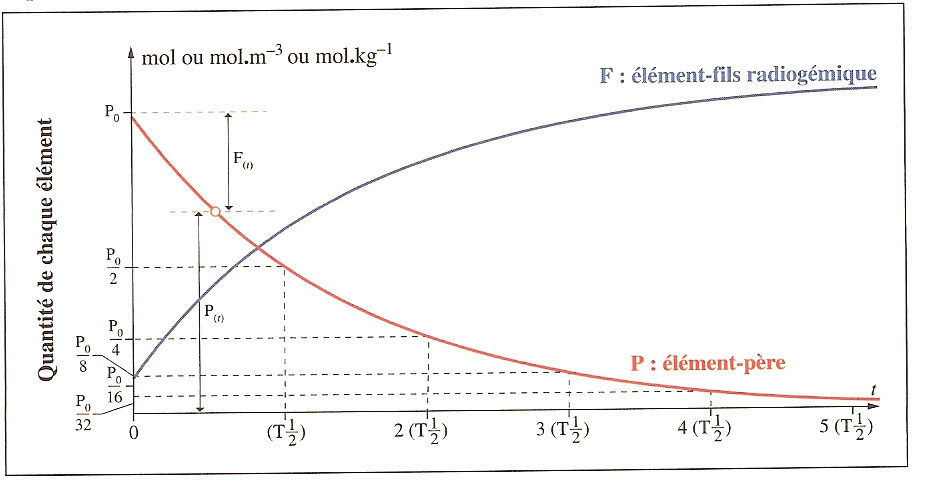 mol ou mol.m⁻³ ou mol.kg⁻¹
F : élément-fils radiogémique
Quantité de chaque élément
P₀
F₍t₎
P₀/2
P₍t₎
P₀/4
P₀/8
P₀/16
P₀/32
P : élément-père
t
0
(T½)
2 (T½)
3 (T½)
4 (T½)
5 (T½)